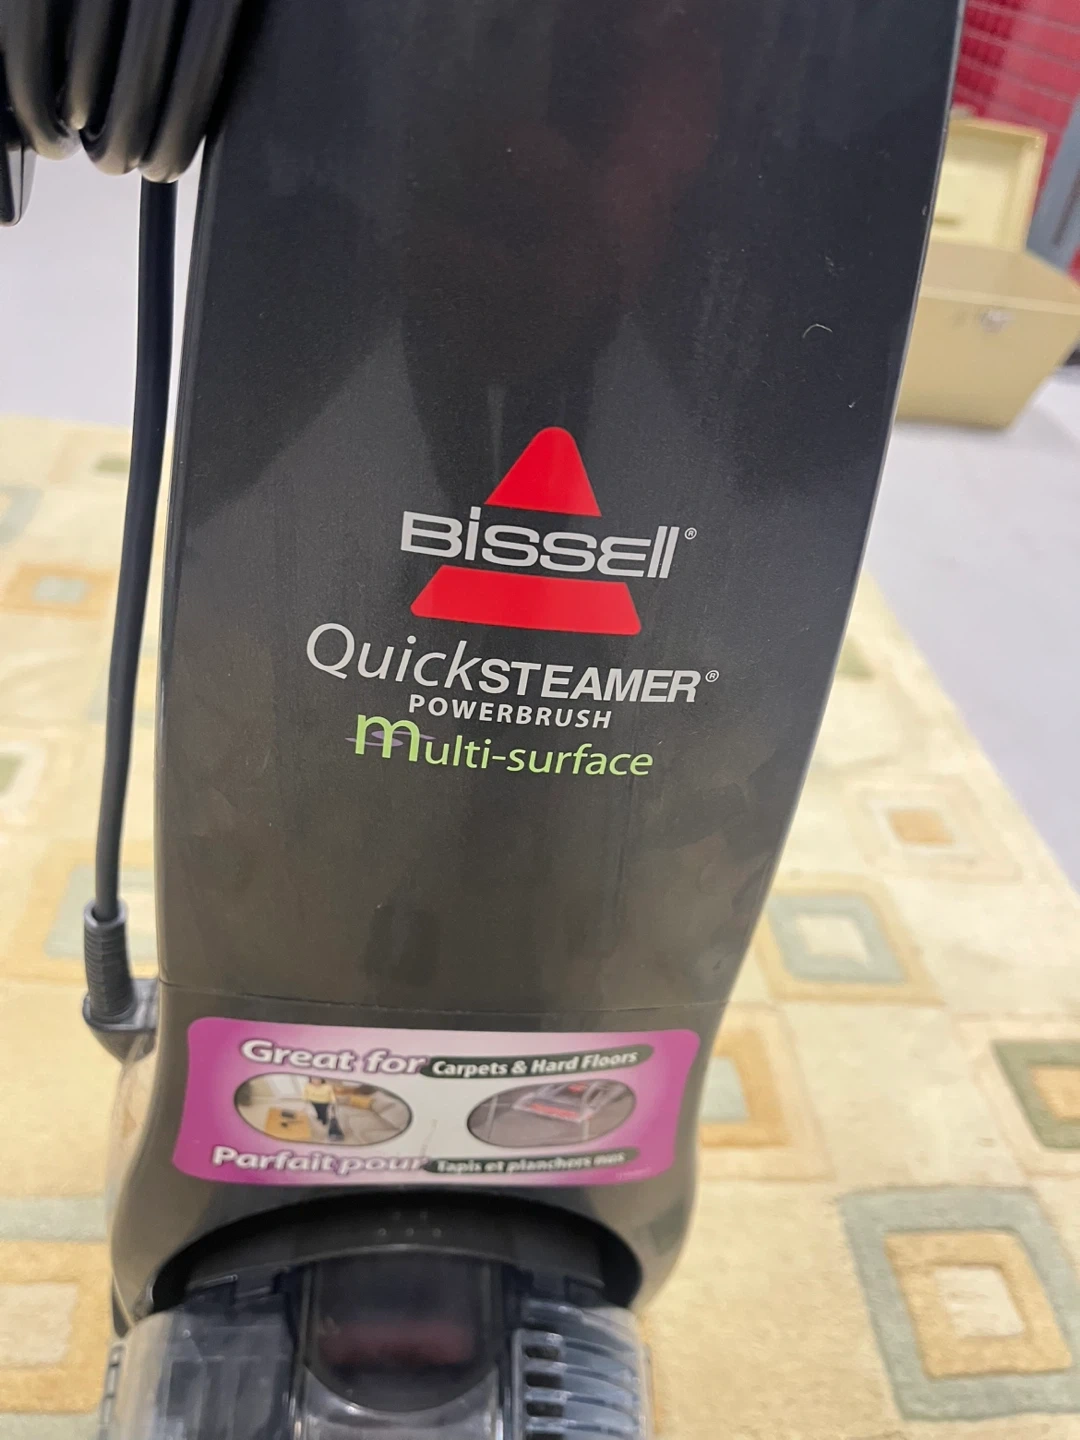 BISSELL®
QuickSTEAMER®
POWERBRUSH
multi-surface
Great for Carpets & Hard Floors
Parfait pour Tapis et planchers nus